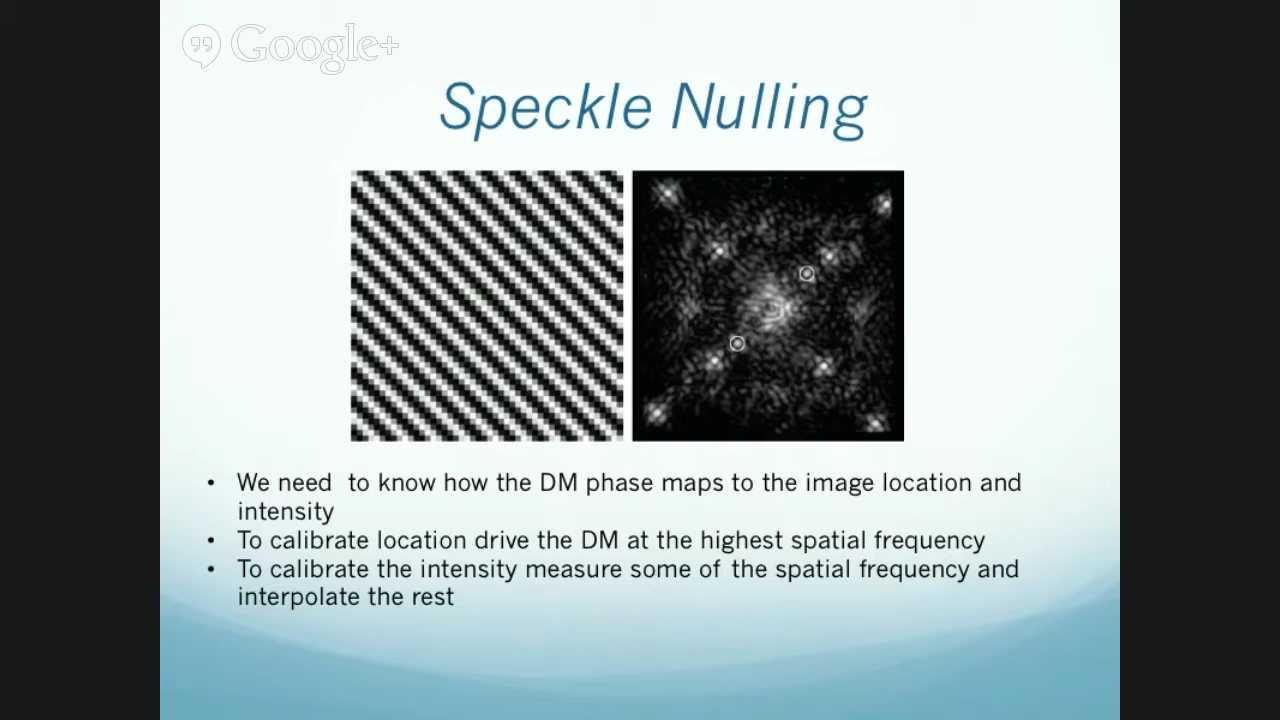 Google+
Speckle Nulling
• We need to know how the DM phase maps to the image location and
intensity
• To calibrate location drive the DM at the highest spatial frequency
• To calibrate the intensity measure some of the spatial frequency and
interpolate the rest